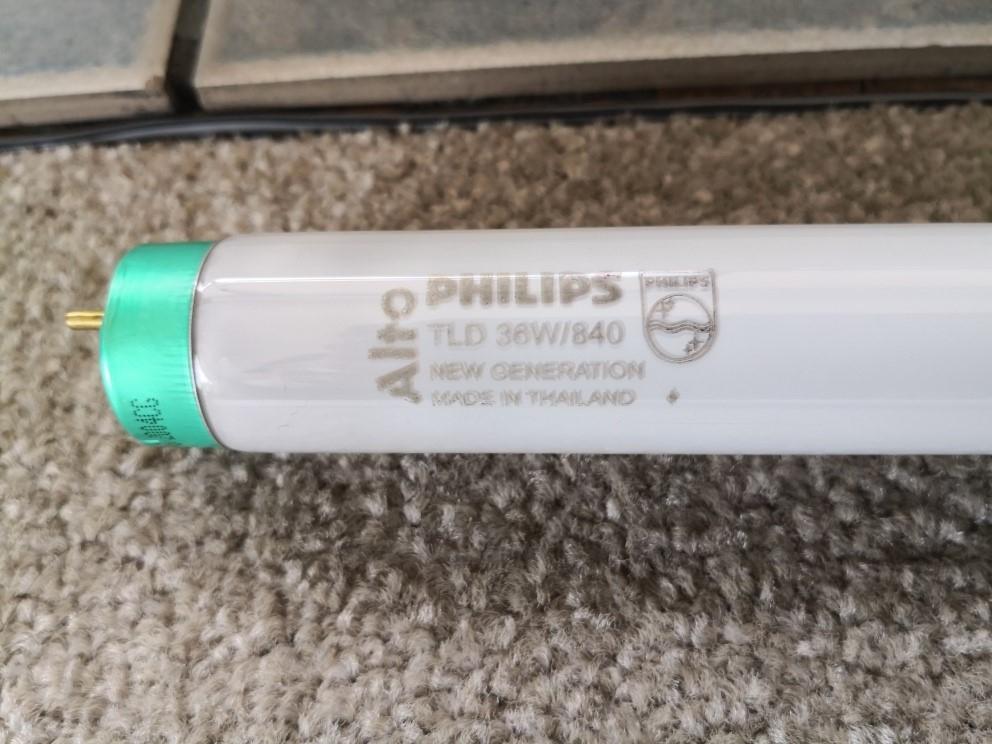 Alto
PHILIPS
TLD 36W/840
NEW GENERATION
MADE IN THAILAND
PHILIPS